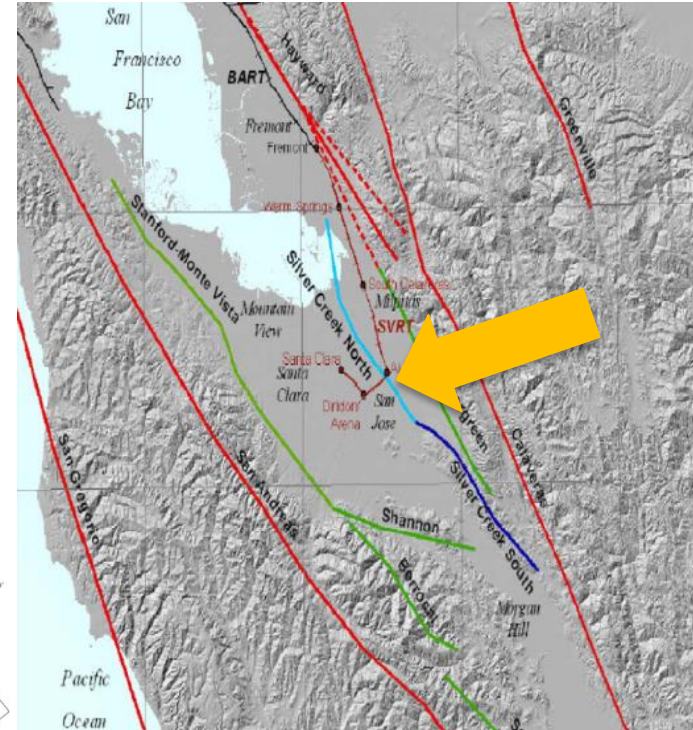 San
Francisco
Bay
BART
Hayward
Fremont
Fremont
Greenville
Warm Springs
Stanford-Monte Vista
Silver Creek North
Mountain
View
Milpitas
SVRT
Santa Clara
Santa
Clara
Diridon
Arena
San
Jose
Calaveras
San Gregorio
San Andreas
Silver Creek South
Shannon
Berrocal
Morgan
Hill
Pacific
Ocean